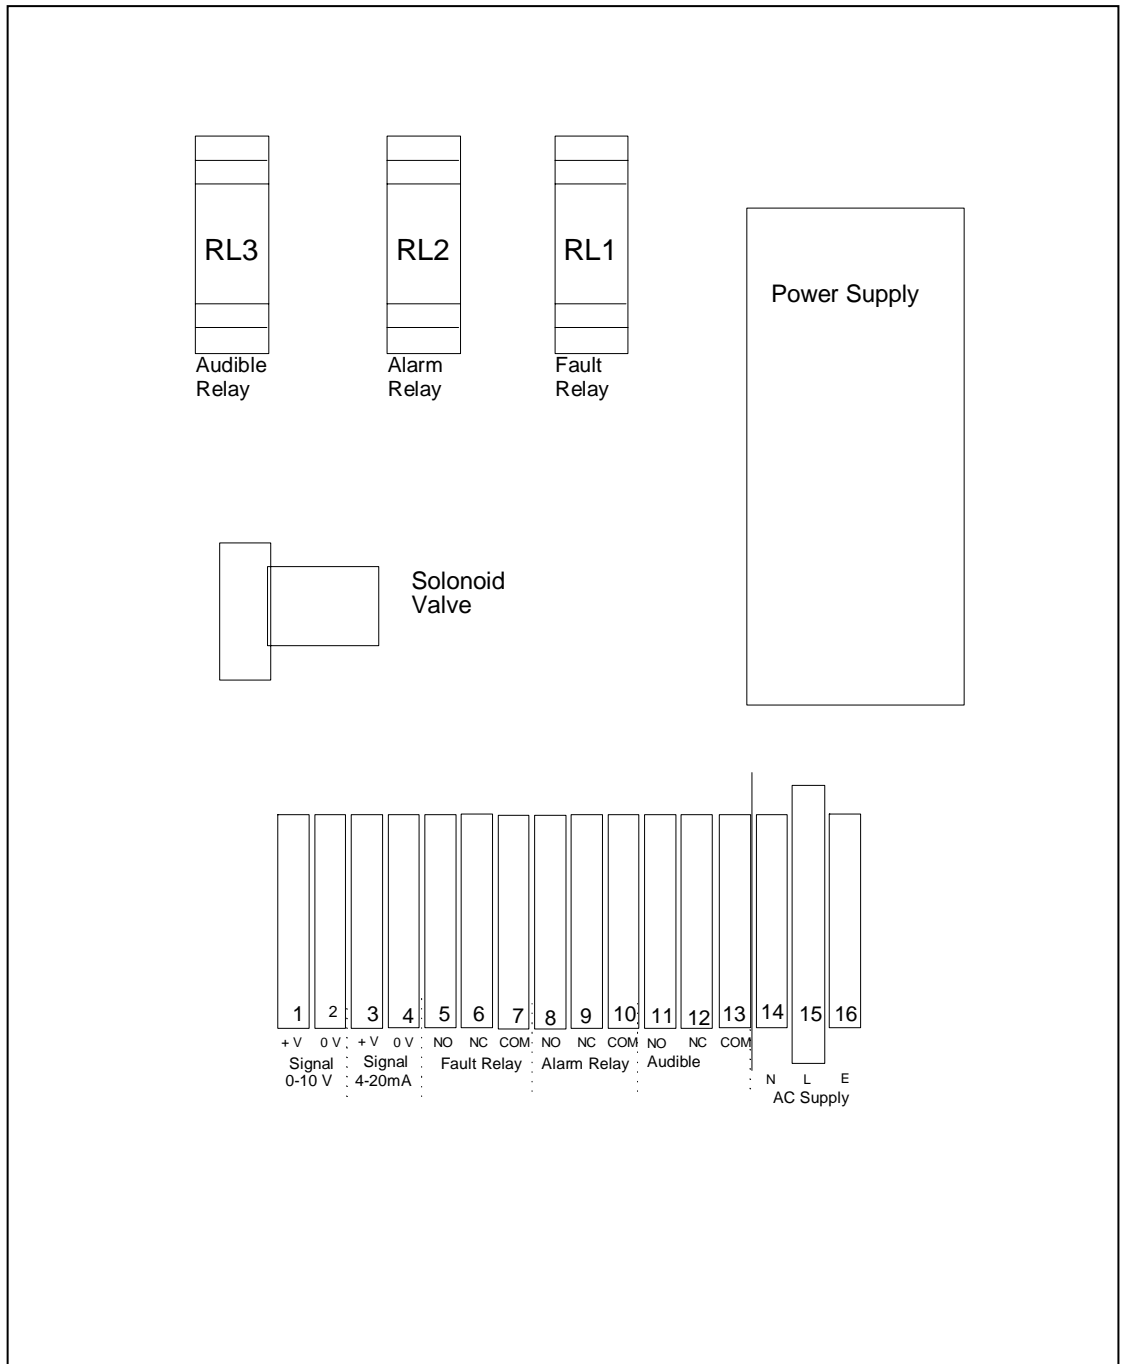 RL3 RL2 RL1
Power Supply
Audible Relay
Alarm Relay
Fault Relay
Solonoid
Valve
1 2 3 4 5 6 7 8 9 10 11 12 13 14 15 16
+ V 0 V + V 0 V NO NC COM NO NC COM NO NC COM
Signal
0-10 V
Signal
4-20mA
Fault Relay
Alarm Relay
Audible
N L E
AC Supply